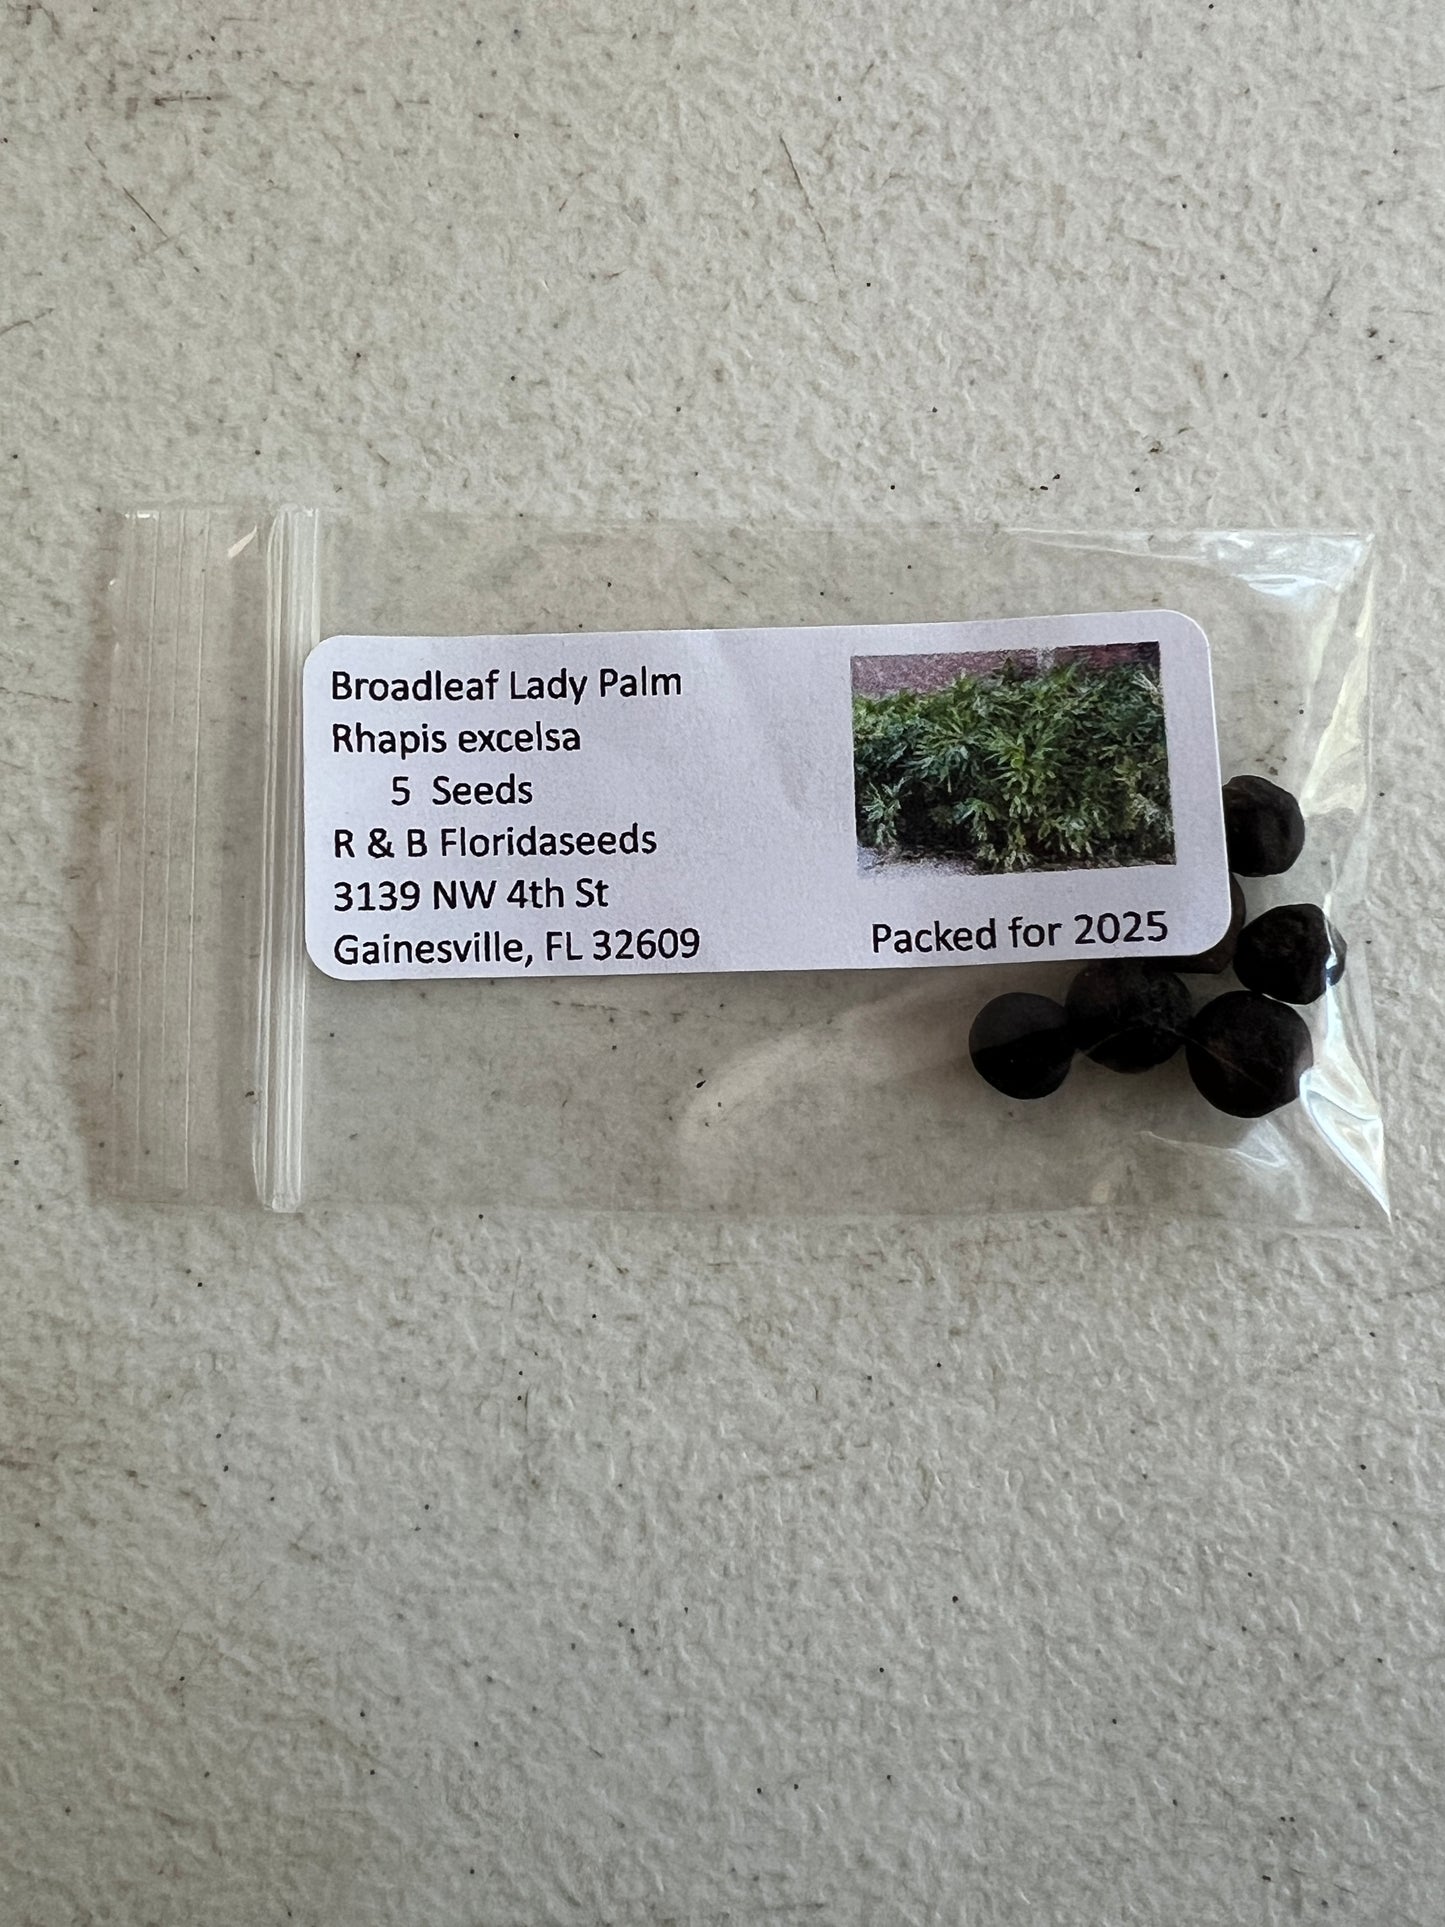 Broadleaf Lady Palm
Rhapis excelsa
5 Seeds
R & B Floridaseeds
3139 NW 4th St
Gainesville, FL 32609
Packed for 2025